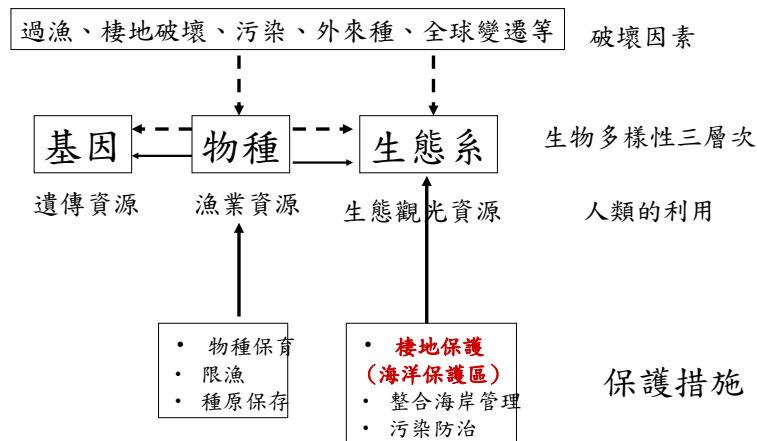 過漁、棲地破壞、污染、外來種、全球變遷等
破壞因素
基因
物種
生態系
生物多樣性三層次
遺傳資源
漁業資源
生態觀光資源
人類的利用
• 物種保育
• 限漁
• 種原保存
• 棲地保護
（海洋保護區）
• 整合海岸管理
• 污染防治
保護措施